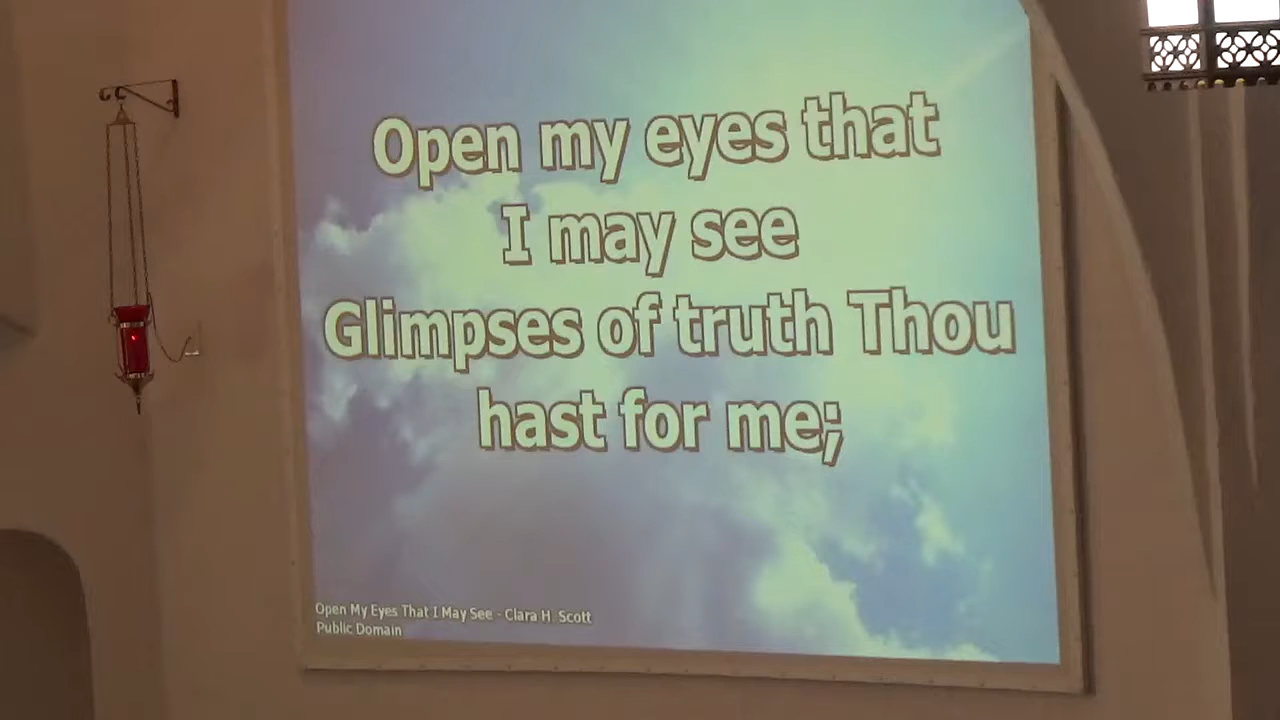 Open my eyes that
I may see
Glimpses of truth Thou
hast for me;
Open My Eyes That I May See - Clara H. Scott
Public Domain